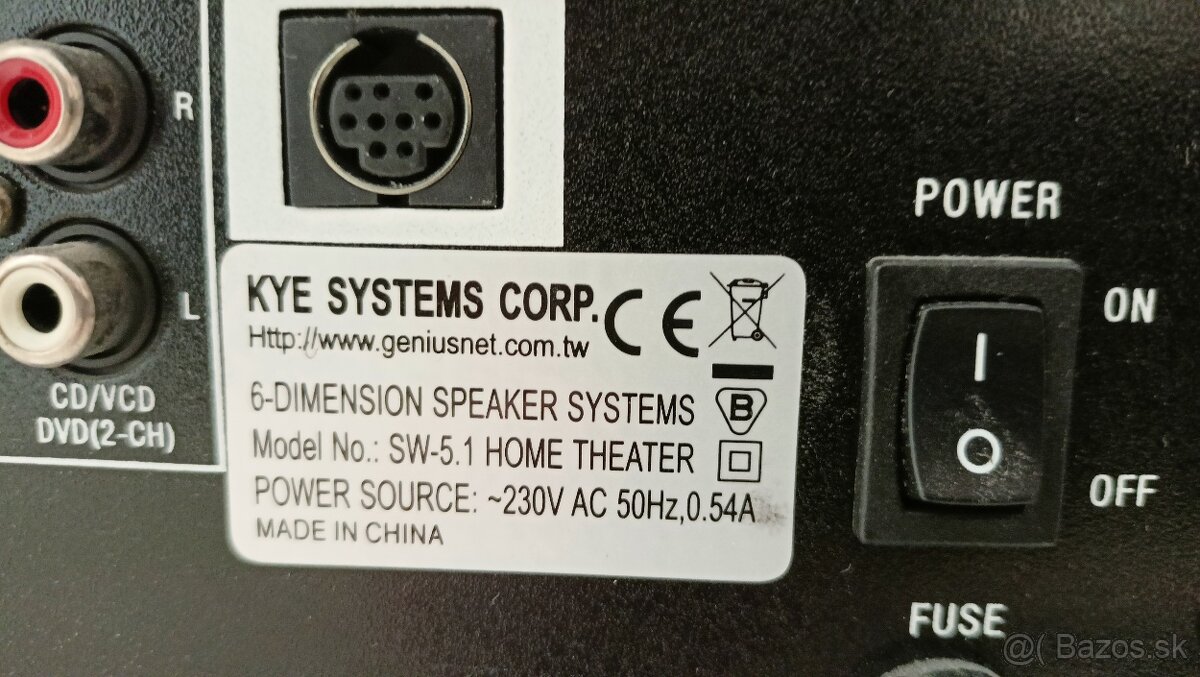 R
L
CD/VCD
DVD(2-CH)
KYE SYSTEMS CORP.
CE
Http://www.geniusnet.com.tw
6-DIMENSION SPEAKER SYSTEMS
B
Model No.: SW-5.1 HOME THEATER
POWER SOURCE: ~230V AC 50Hz,0.54A
MADE IN CHINA
POWER
ON
I
O
OFF
FUSE
@( Bazos.sk